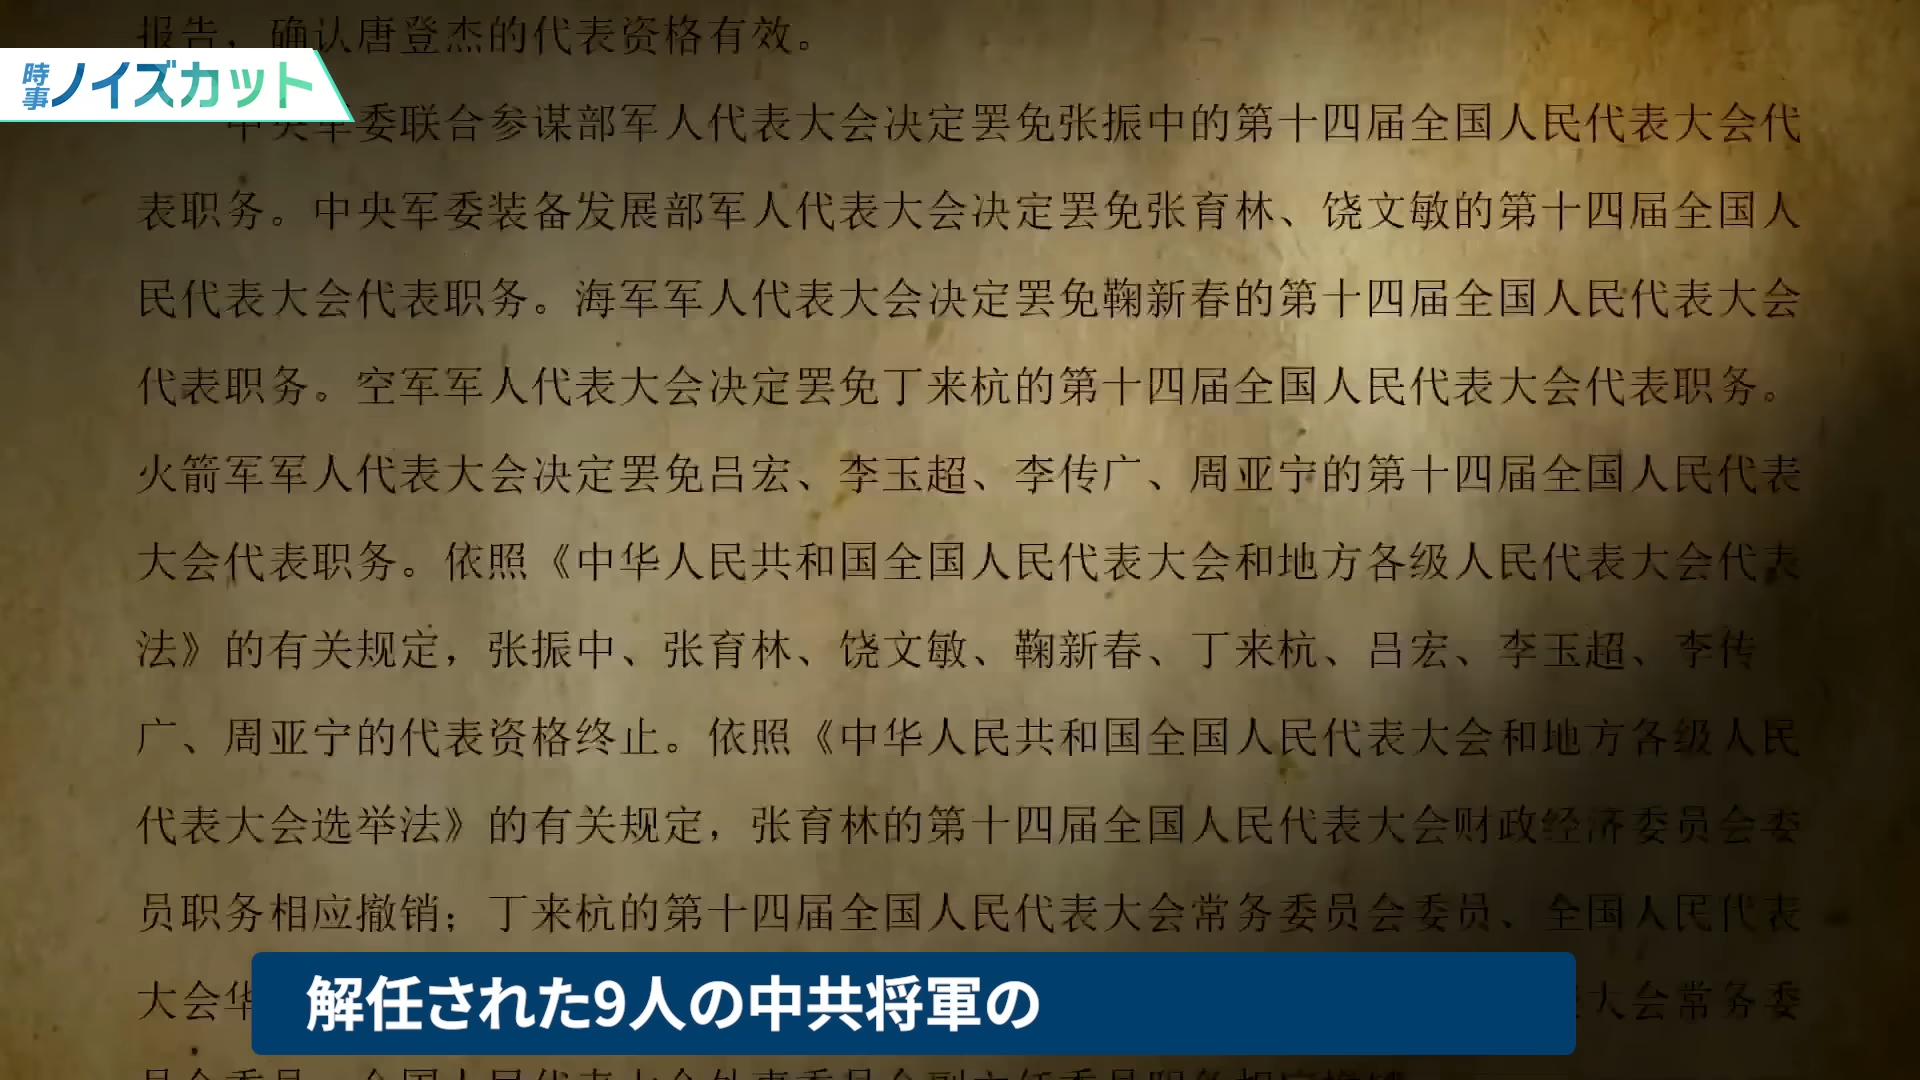 报告，确认唐登杰的代表资格有效。
時事ノイズカット
中央军委联合参谋部军人代表大会决定罢免张振中的第十四届全国人民代表大会代
表职务。中央军委装备发展部军人代表大会决定罢免张育林、饶文敏的第十四届全国人
民代表大会代表职务。海军军人代表大会决定罢免鞠新春的第十四届全国人民代表大会
代表职务。空军军人代表大会决定罢免丁来杭的第十四届全国人民代表大会代表职务。
火箭军军人代表大会决定罢免吕宏、李玉超、李传广、周亚宁的第十四届全国人民代表
大会代表职务。依照《中华人民共和国全国人民代表大会和地方各级人民代表大会代表
法》的有关规定，张振中、张育林、饶文敏、鞠新春、丁来杭、吕宏、李玉超、李传
广、周亚宁的代表资格终止。依照《中华人民共和国全国人民代表大会和地方各级人民
代表大会选举法》的有关规定，张育林的第十四届全国人民代表大会财政经济委员会委
员职务相应撤销；丁来杭的第十四届全国人民代表大会常务委员会委员、全国人民代表
大会华 大会常务委
解任された9人の中共将軍の